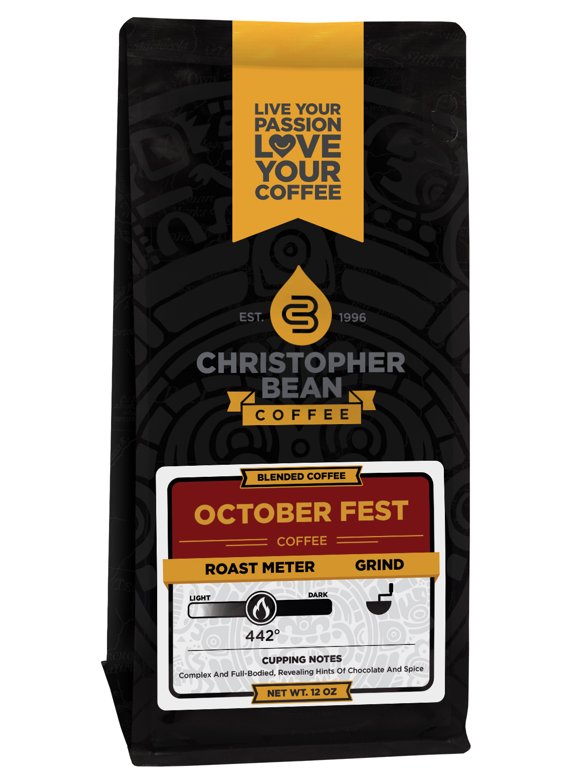 LIVE YOUR
PASSION
LOVE
YOUR
COFFEE
EST. 1996
CHRISTOPHER
BEAN
COFFEE
BLENDED COFFEE
OCTOBER FEST
COFFEE
ROAST METER GRIND
LIGHT DARK
442°
CUPPING NOTES
Complex And Full-Bodied, Revealing Hints Of Chocolate And Spice
NET WT. 12 OZ